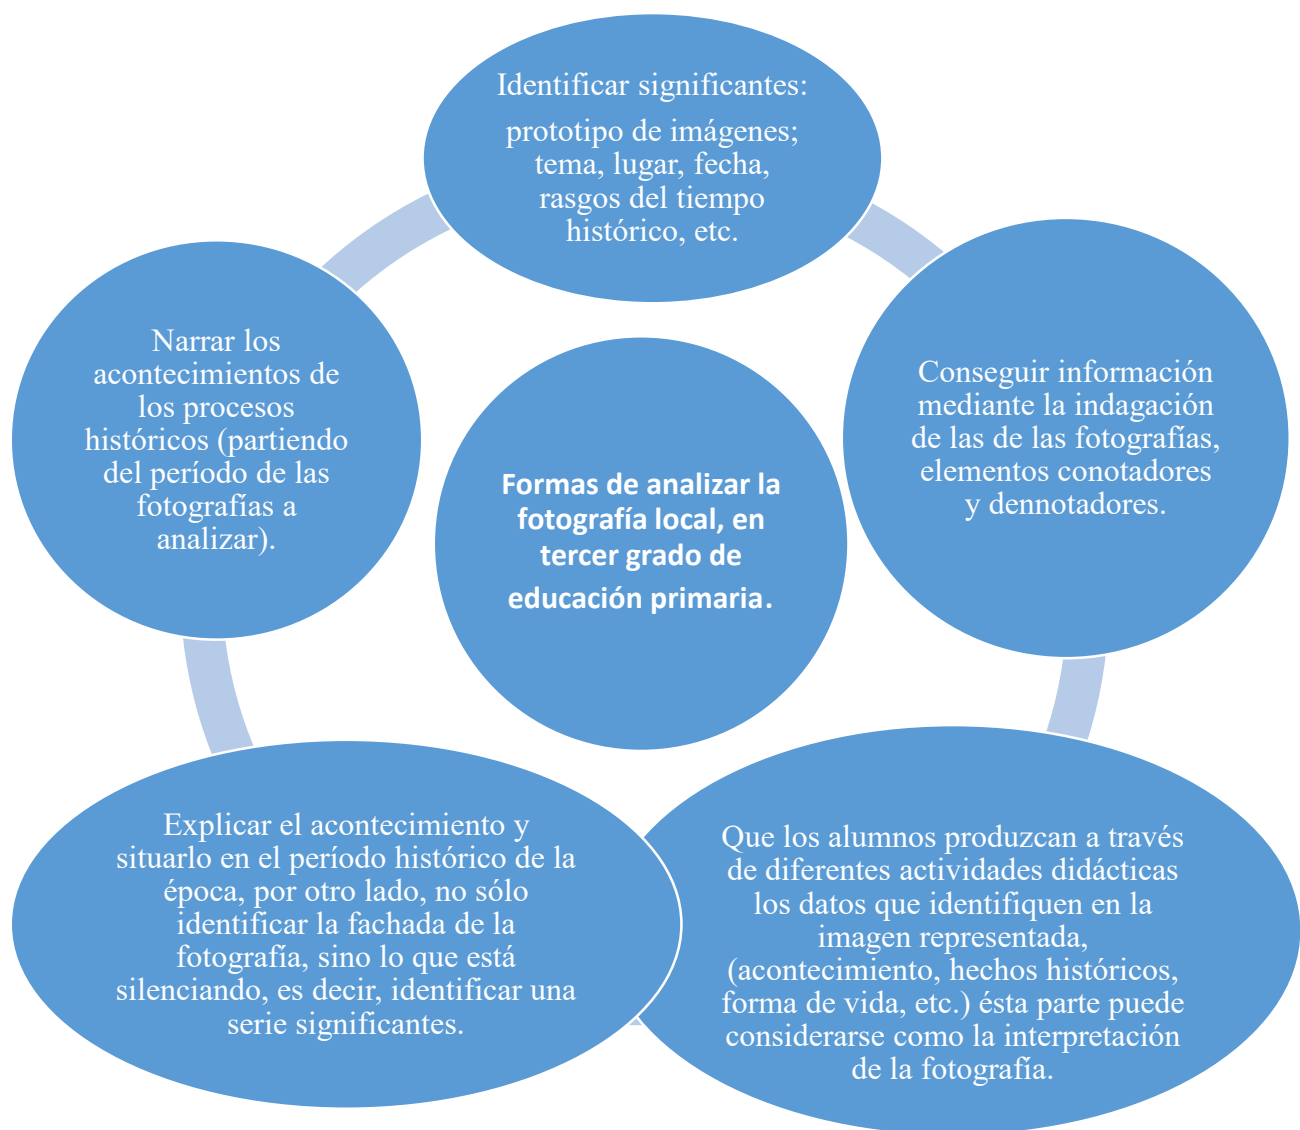 Identificar significantes:
prototipo de imágenes;
tema, lugar, fecha,
rasgos del tiempo
histórico, etc.
Conseguir información
mediante la indagación
de las de las fotografías,
elementos conotadores
y dennotadores.
Que los alumnos produzcan a través
de diferentes actividades didácticas
los datos que identifiquen en la
imagen representada,
(acontecimiento, hechos históricos,
forma de vida, etc.) ésta parte puede
considerarse como la interpretación
de la fotografía.
Explicar el acontecimiento y
situarlo en el período histórico de la
época, por otro lado, no sólo
identificar la fachada de la
fotografía, sino lo que está
silenciando, es decir, identificar una
serie significantes.
Narrar los
acontecimientos de
los procesos
históricos (partiendo
del período de las
fotografías a
analizar).
Formas de analizar la
fotografía local, en
tercer grado de
educación primaria.